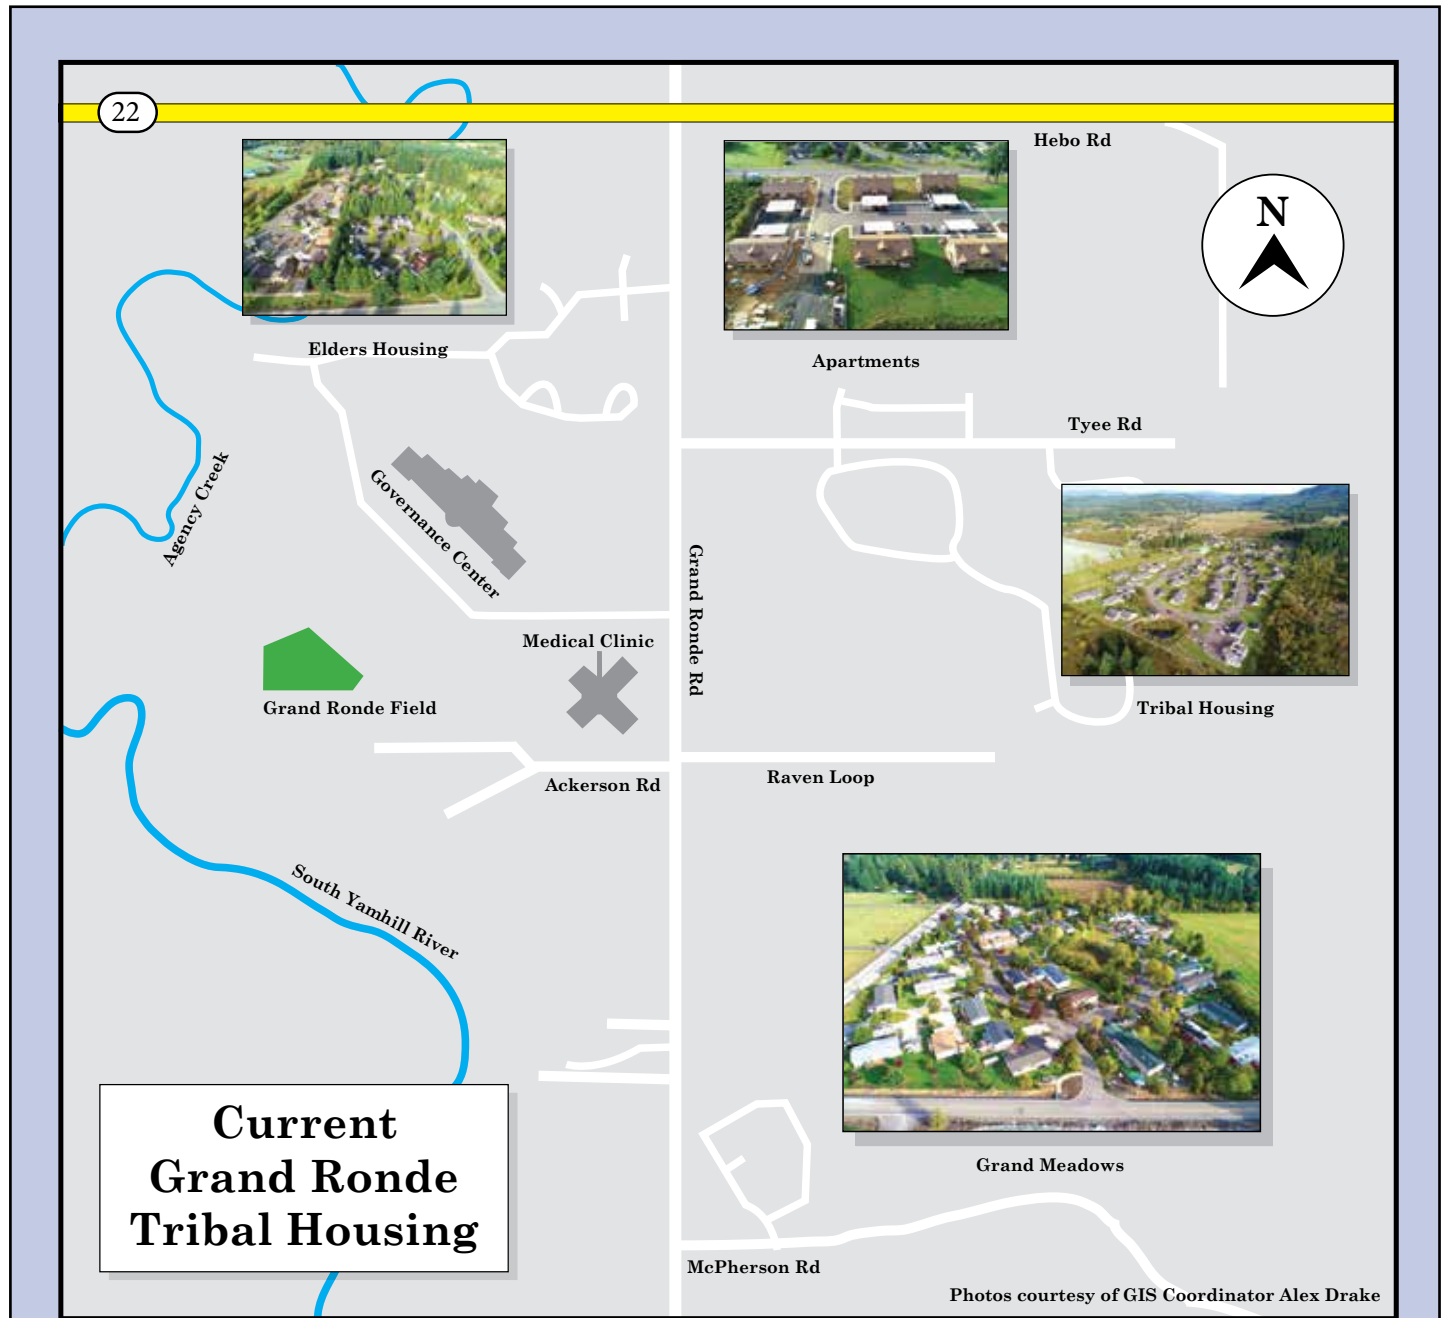 22
Hebo Rd
N
Elders Housing
Apartments
Tyee Rd
Agency Creek
Governance Center
Grand Ronde Rd
Medical Clinic
Grand Ronde Field
Tribal Housing
Ackerson Rd
Raven Loop
South Yamhill River
Current
Grand Ronde
Tribal Housing
Grand Meadows
McPherson Rd
Photos courtesy of GIS Coordinator Alex Drake